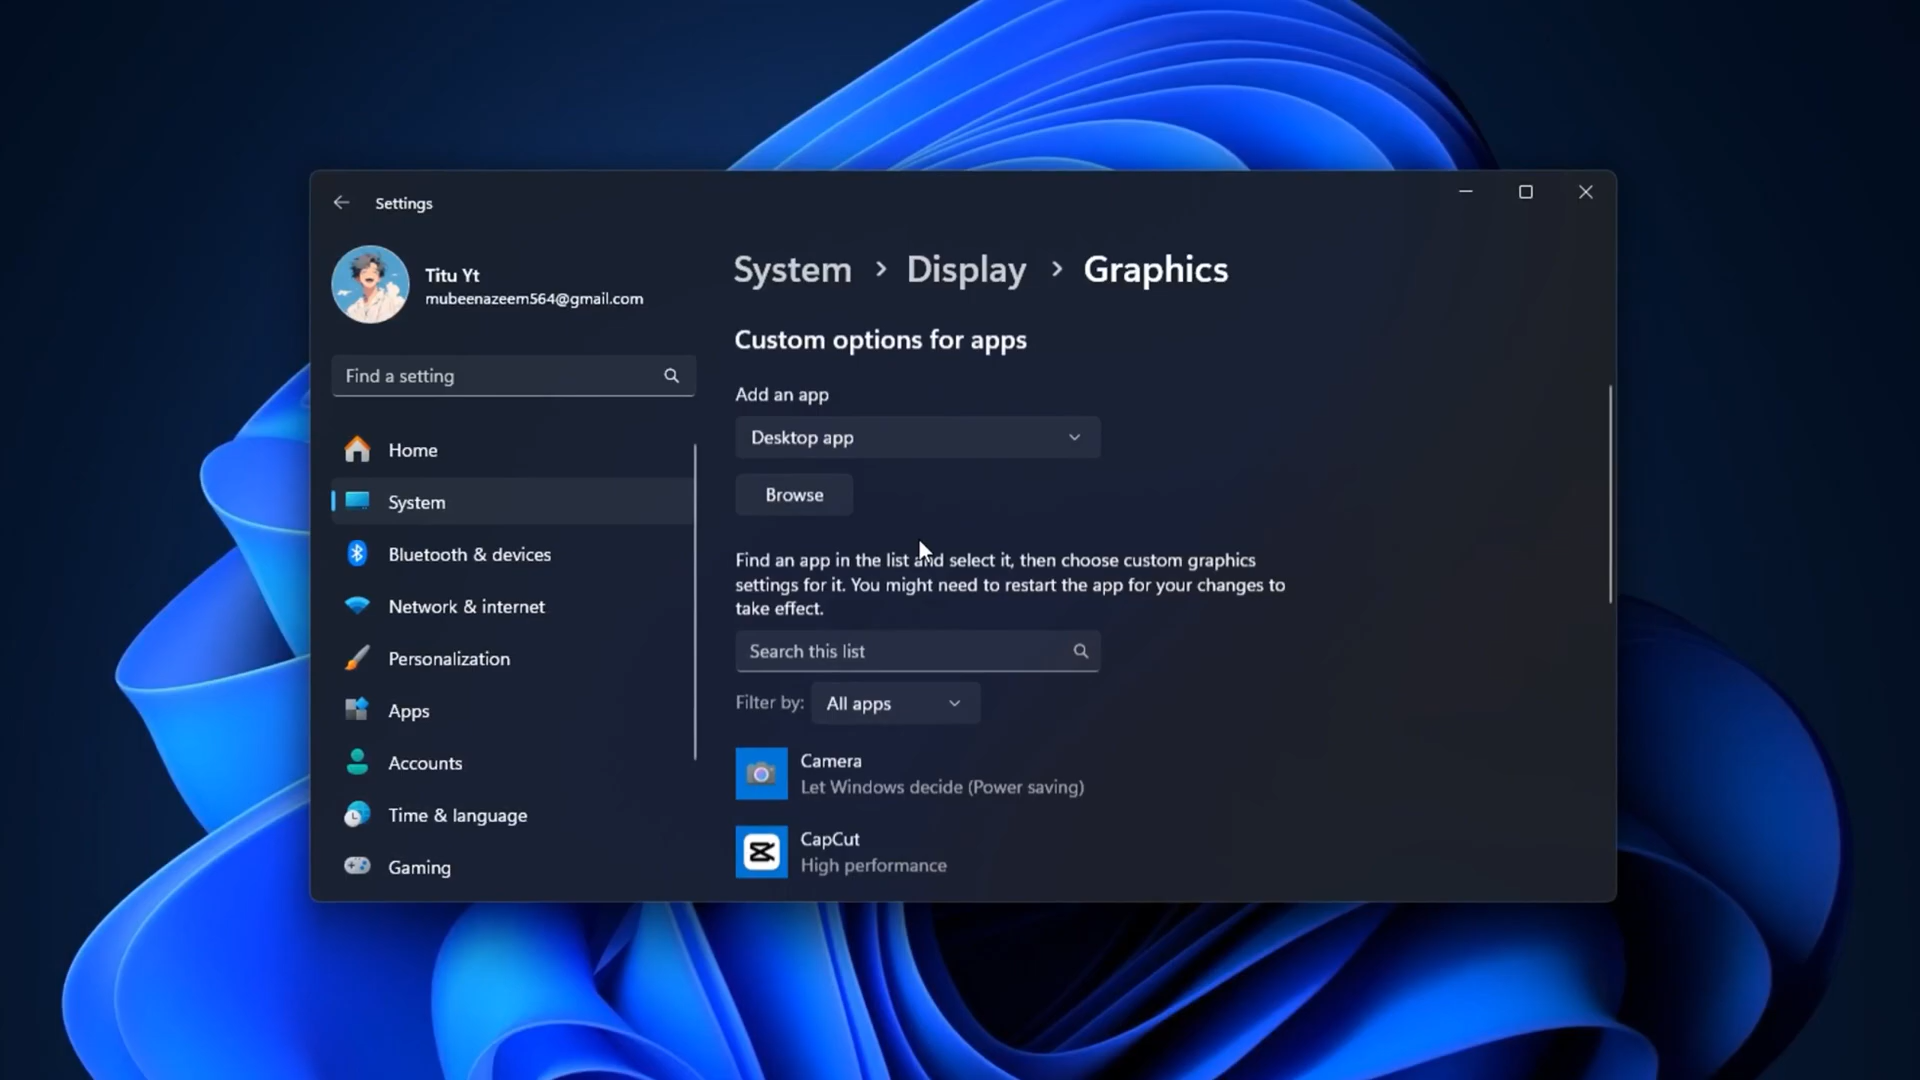 Settings
Titu Yt
mubeenazeem564@gmail.com
Find a setting
Home
System
Bluetooth & devices
Network & internet
Personalization
Apps
Accounts
Time & language
Gaming
System > Display > Graphics
Custom options for apps
Add an app
Desktop app
Browse
Find an app in the list and select it, then choose custom graphics
settings for it. You might need to restart the app for your changes to
take effect.
Search this list
Filter by: All apps
Camera
Let Windows decide (Power saving)
CapCut
High performance